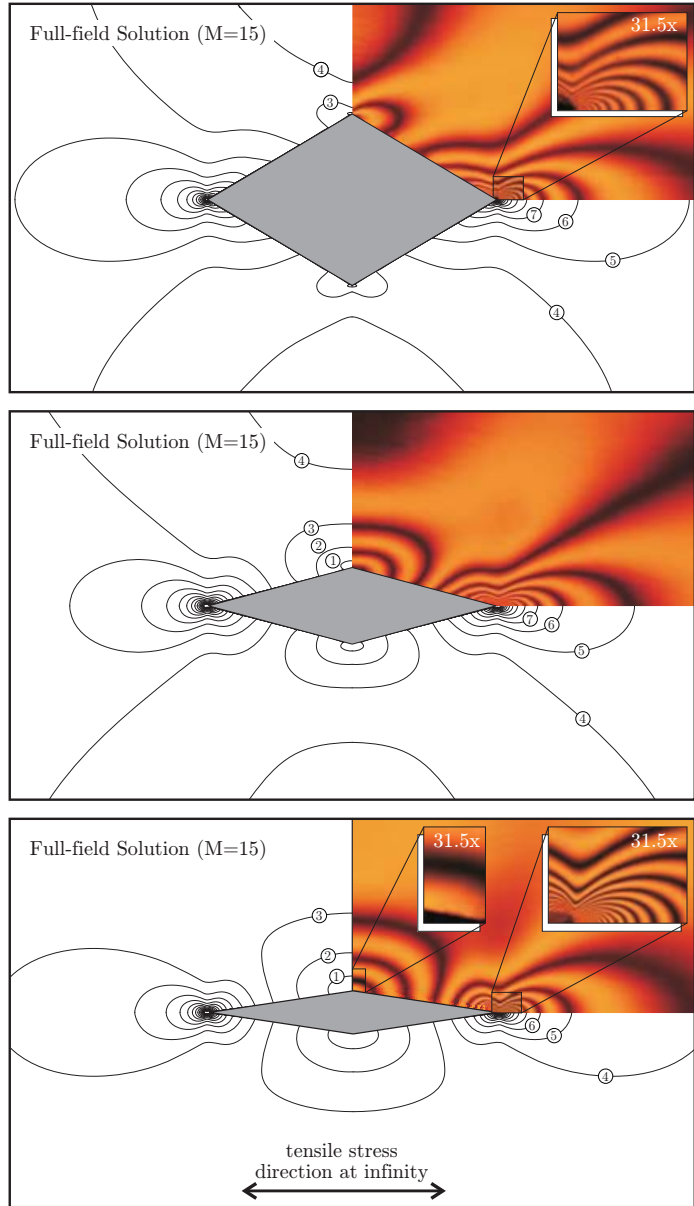 Full-field Solution (M=15)
31.5x
4
3
7
6
5
4
Full-field Solution (M=15)
4
3
2
1
7
6
5
4
Full-field Solution (M=15)
31.5x
31.5x
3
2
1
6
5
4
tensile stress
direction at infinity